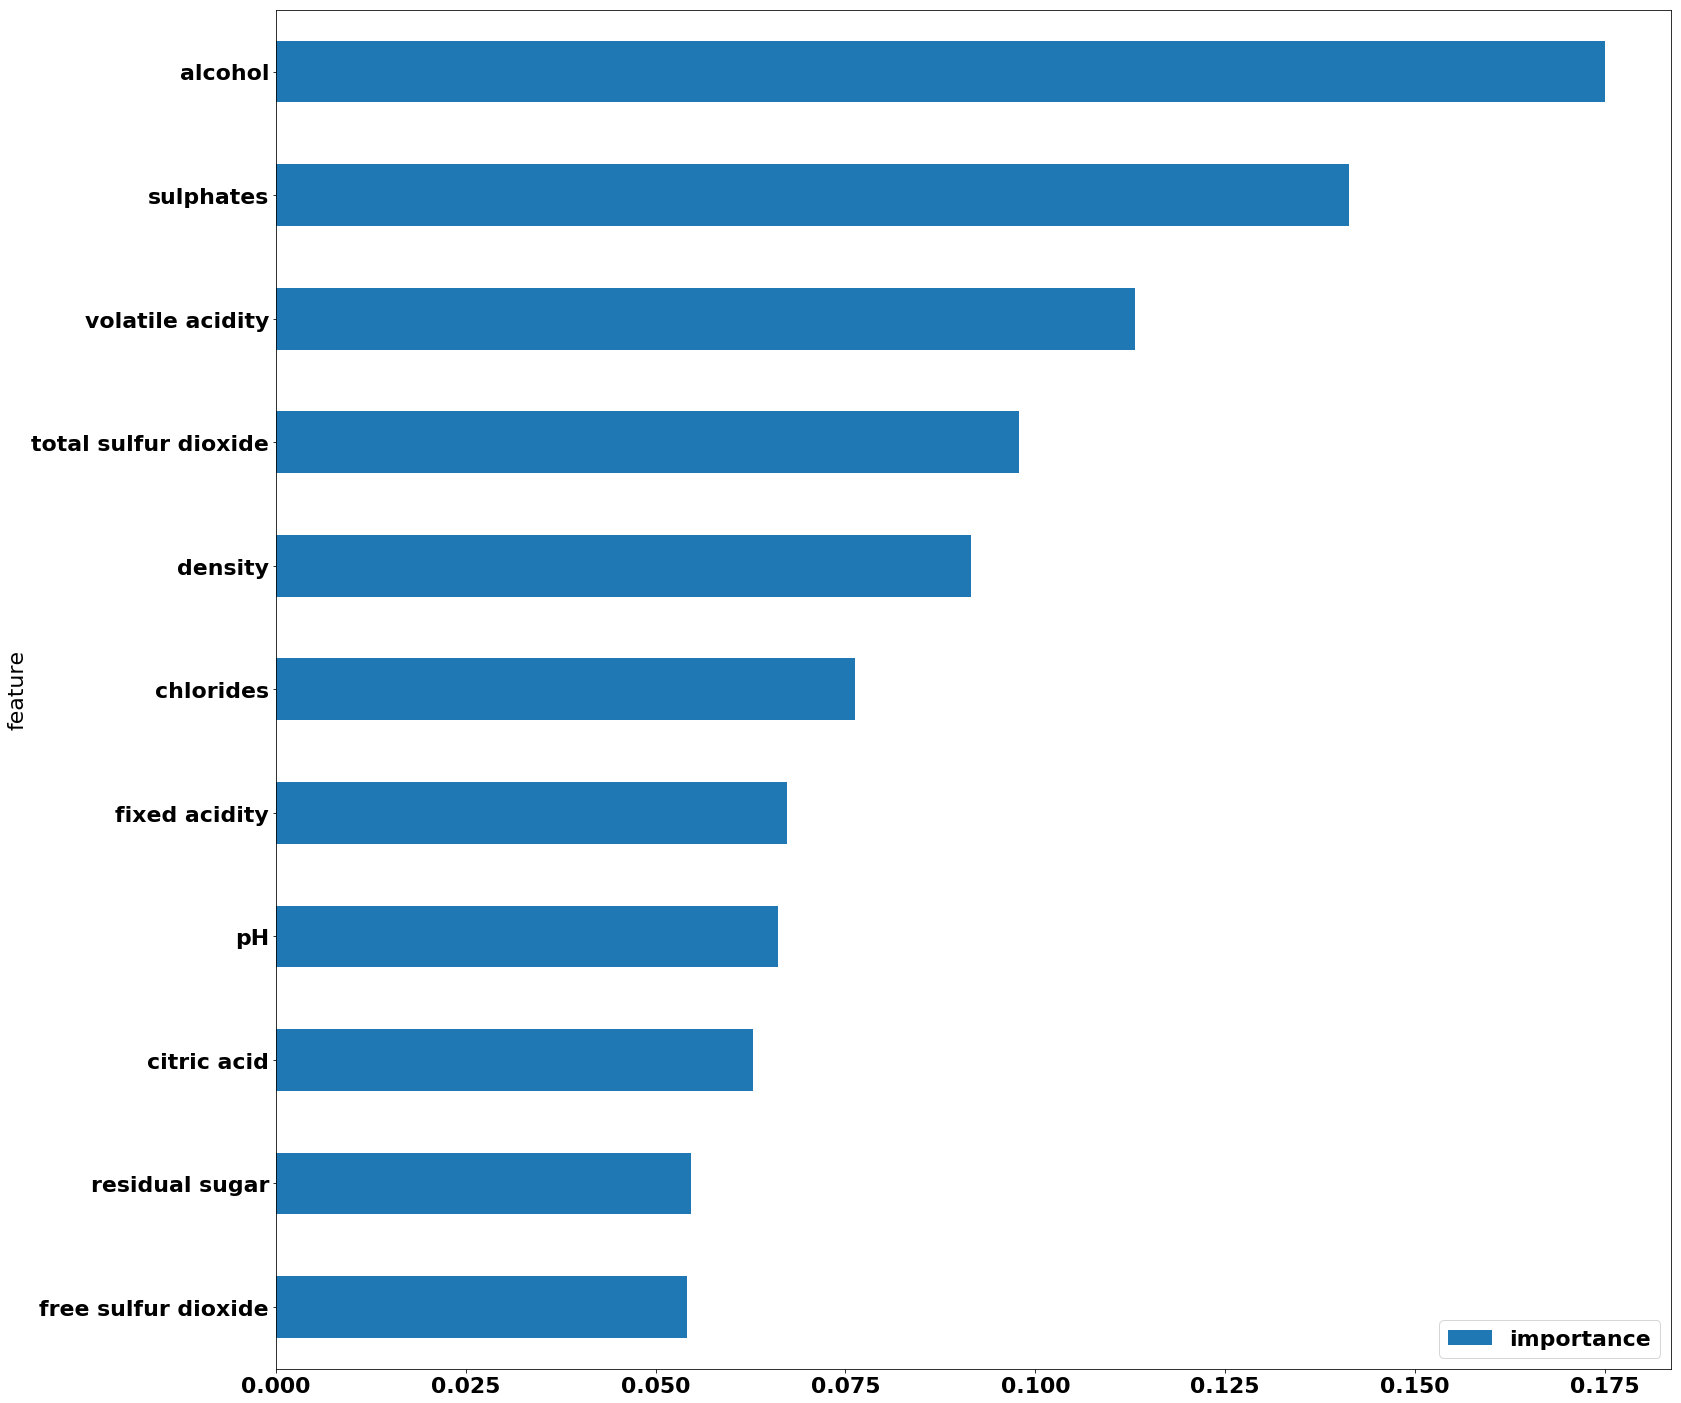 alcohol
sulphates
volatile acidity
total sulfur dioxide
density
chlorides
fixed acidity
pH
citric acid
residual sugar
free sulfur dioxide
feature
importance
0.000 0.025 0.050 0.075 0.100 0.125 0.150 0.175